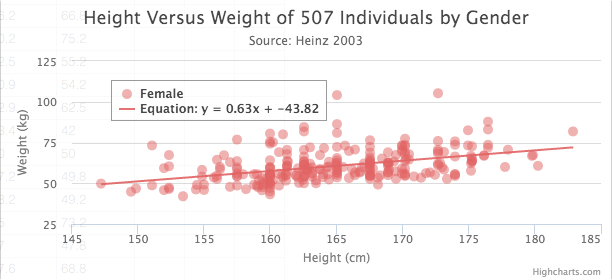 Height Versus Weight of 507 Individuals by Gender
Source: Heinz 2003
Weight (kg)
125
100
75
50
25
Female
Equation: y = 0.63x + −43.82
145 150 155 160 165 170 175 180 185
Height (cm)
Highcharts.com